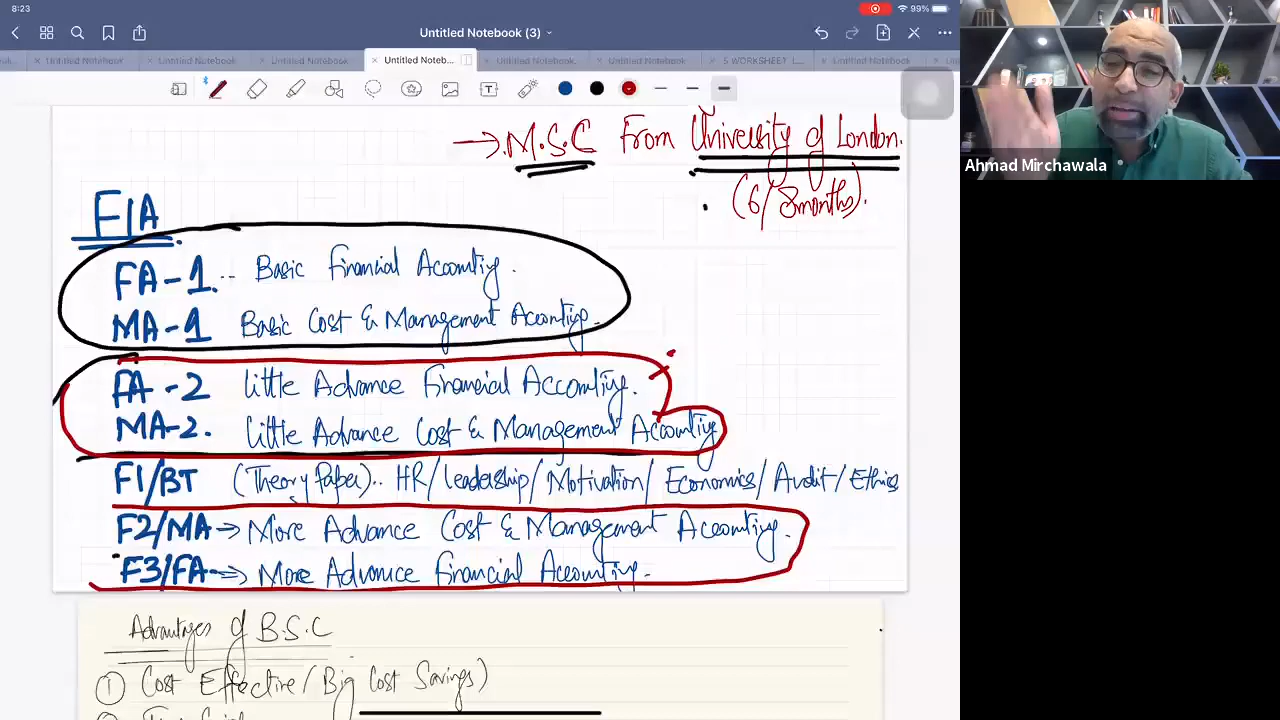 8:23
99%
Untitled Notebook (3)
Untitled Notebook
Untitled Notebook
Untitled Notebook
Untitled Noteb...
Untitled Notebook
Untitled Notebook
5 WORKSHEET
Untitled Notebook
→ M.S.C From University of London.
(6/8months).
Ahmad Mirchawala
FIA
FA-1... Basic Financial Accounting.
MA-1 Basic Cost & Management Accounting.
FA-2 Little Advance Financial Accounting.
MA-2. Little Advance Cost & Management Accounting
F1/BT (Theory Paper).. HR/Leadership/Motivation/Economics/Audit/Ethics
F2/MA → More Advance Cost & Management Accounting.
F3/FA → More Advance Financial Accounting.
Advantages of B.S.C
① Cost Effective/(Big Cost Savings)